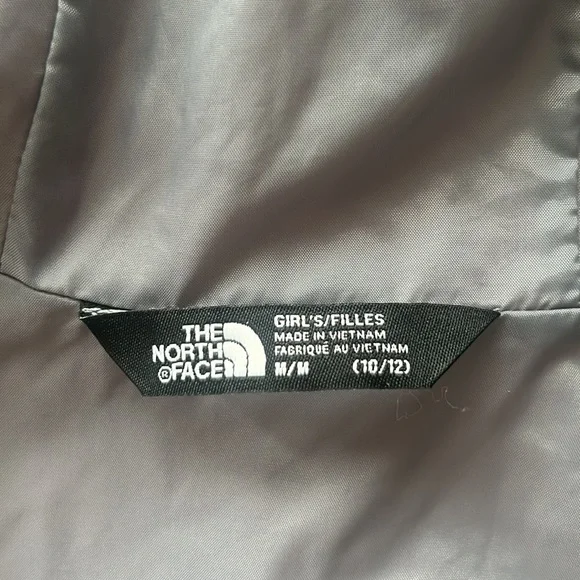 THE
NORTH
®FACE
GIRL'S/FILLES
MADE IN VIETNAM
FABRIQUÉ AU VIETNAM
M/M (10/12)